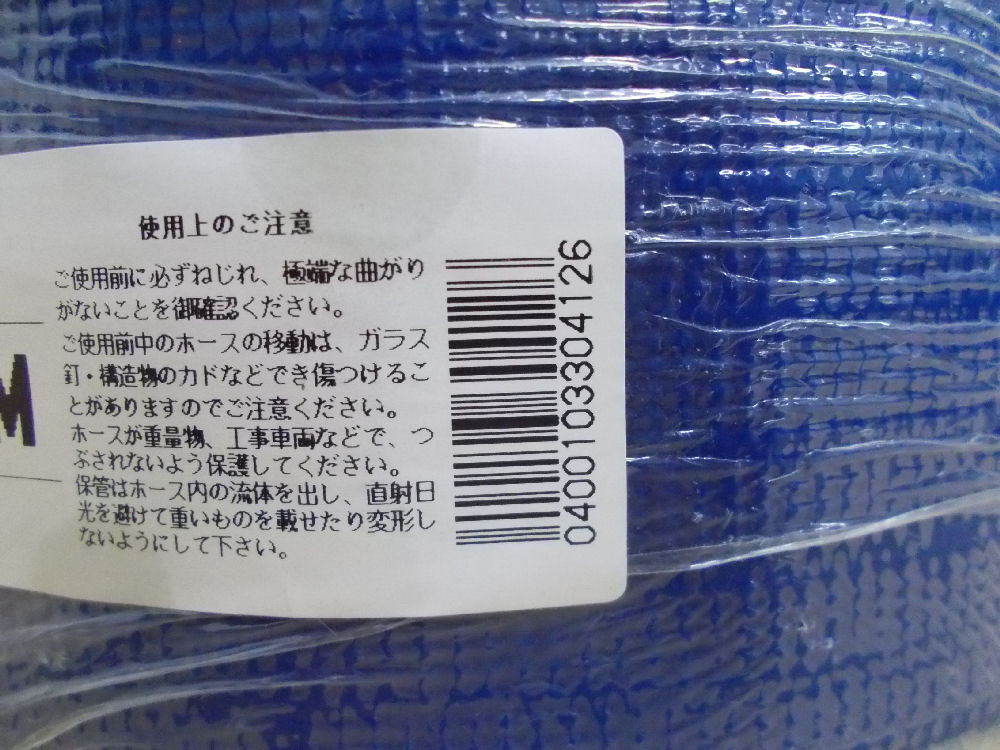 使用上のご注意
ご使用前に必ずねじれ、極端な曲がり
がないことを御確認ください。
ご使用前中のホースの移動は、ガラス
釘・構造物のカドなどでき傷つけるこ
とがありますのでご注意ください。
ホースが重量物、工事車両などで、つ
ぶされないよう保護してください。
保管はホース内の流体を出し、直射日
光を避けて重いものを載せたり変形し
ないようにして下さい。
M
0400103304126